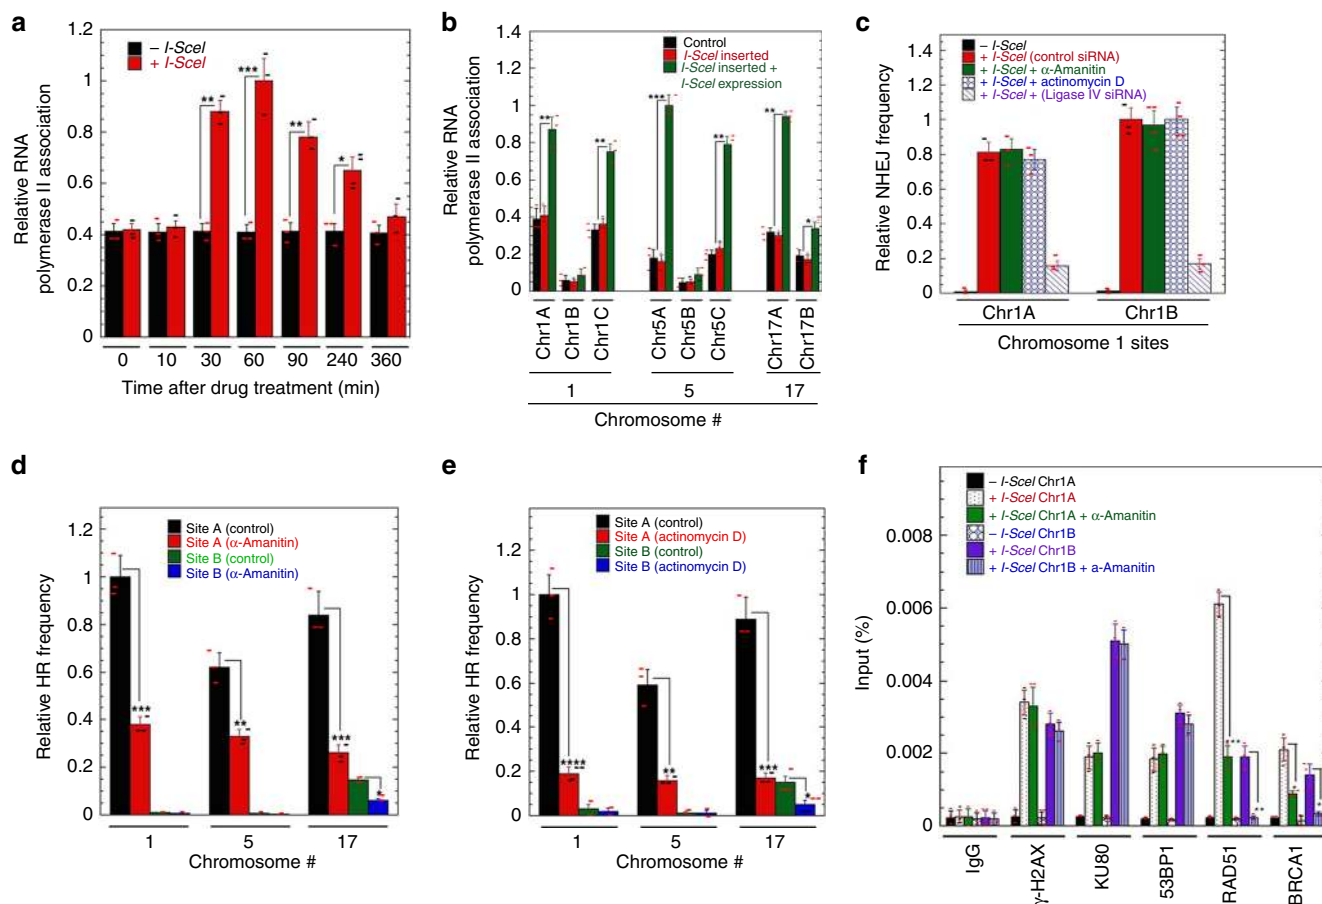 a
Relative RNA
polymerase II association
1.2
1
0.8
0.6
0.4
0.2
0
– I-SceI
+ I-SceI
***
**
**
*
0 10 30 60 90 240 360
Time after drug treatment (min)
b
Relative RNA
polymerase II association
1.4
1.2
1
0.8
0.6
0.4
0.2
0
Control
I-SceI inserted
I-SceI inserted +
I-SceI expression
**
**
***
**
**
*
Chr1A Chr1B Chr1C Chr5A Chr5B Chr5C Chr17A Chr17B
1 5 17
Chromosome #
c
Relative NHEJ frequency
1.4
1.2
1
0.8
0.6
0.4
0.2
0
– I-SceI
+ I-SceI (control siRNA)
+ I-SceI + α-Amanitin
+ I-SceI + actinomycin D
+ I-SceI + (Ligase IV siRNA)
Chr1A Chr1B
Chromosome 1 sites
d
Relative HR frequency
1.2
1
0.8
0.6
0.4
0.2
0
Site A (control)
Site A (α-Amanitin)
Site B (control)
Site B (α-Amanitin)
***
**
***
*
1 5 17
Chromosome #
e
Relative HR frequency
1.2
1
0.8
0.6
0.4
0.2
0
Site A (control)
Site A (actinomycin D)
Site B (control)
Site B (actinomycin D)
****
**
***
*
1 5 17
Chromosome #
f
Input (%)
0.008
0.006
0.004
0.002
0
– I-SceI Chr1A
+ I-SceI Chr1A
+ I-SceI Chr1A + α-Amanitin
– I-SceI Chr1B
+ I-SceI Chr1B
+ I-SceI Chr1B + a-Amanitin
***
**
*
*
IgG γ-H2AX KU80 53BP1 RAD51 BRCA1